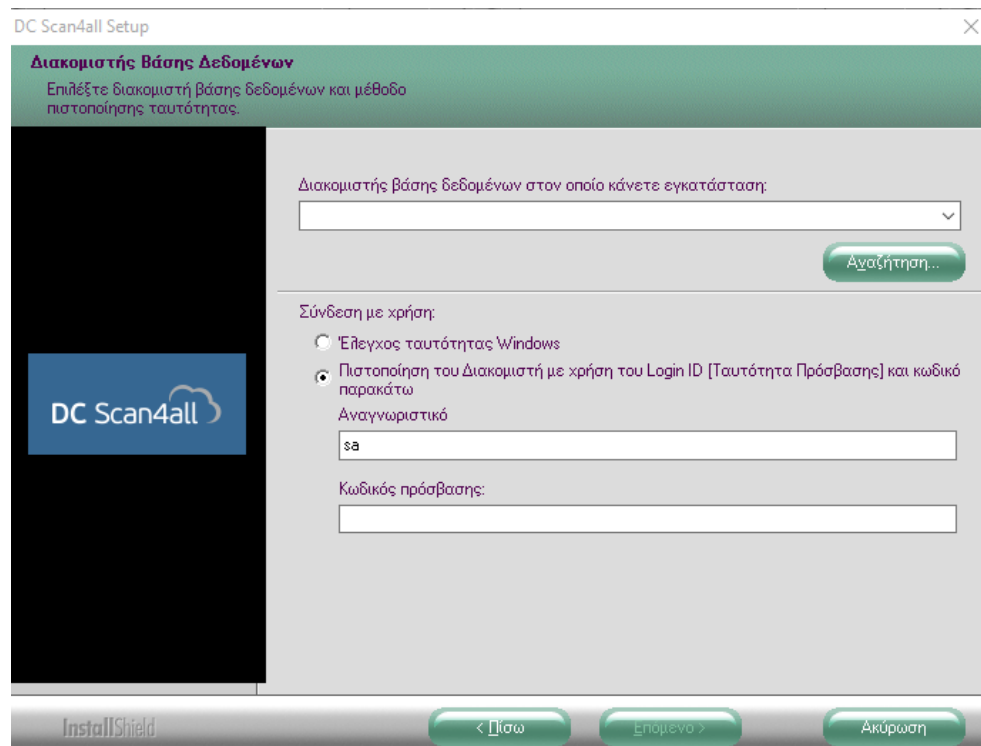 DC Scan4all Setup
Διακομιστής Βάσης Δεδομένων
Επιλέξτε διακομιστή βάσης δεδομένων και μέθοδο
πιστοποίησης ταυτότητας.
Διακομιστής βάσης δεδομένων στον οποίο κάνετε εγκατάσταση:
Αναζήτηση...
Σύνδεση με χρήση:
Έλεγχος ταυτότητας Windows
Πιστοποίηση του Διακομιστή με χρήση του Login ID [Ταυτότητα Πρόσβασης] και κωδικό
παρακάτω
Αναγνωριστικό
sa
Κωδικός πρόσβασης:
DC Scan4all
InstallShield
< Πίσω
Επόμενο >
Ακύρωση